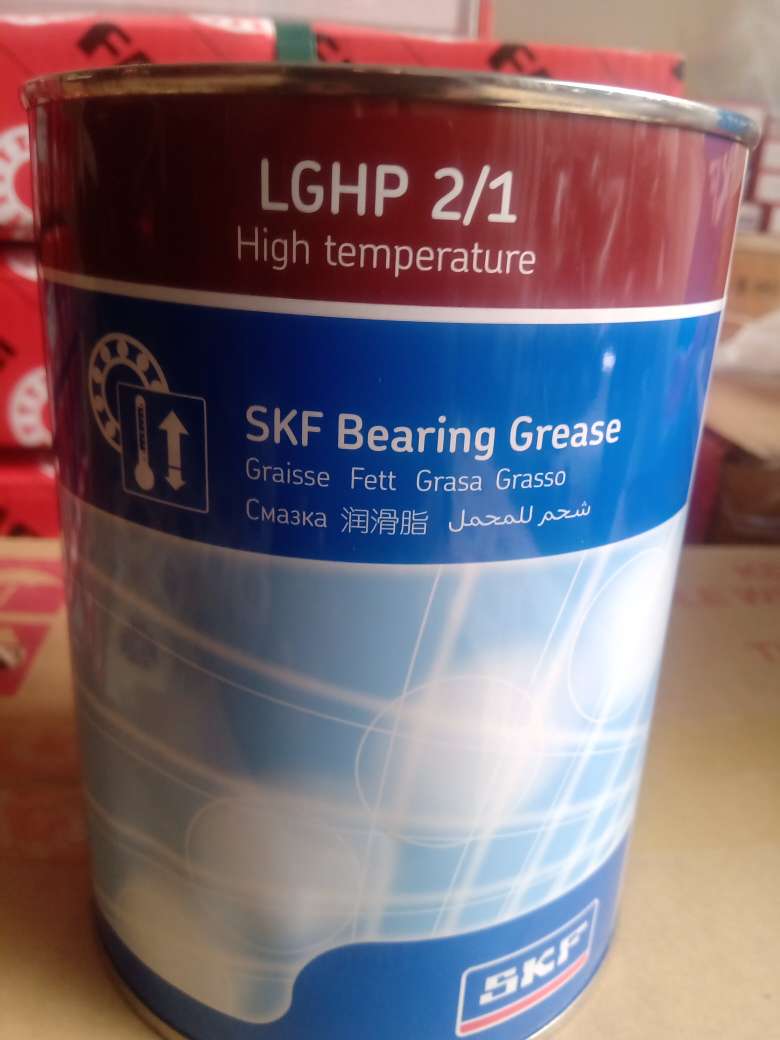 LGHP 2/1
High temperature
SKF Bearing Grease
Graisse Fett Grasa Grasso
Смазка 润滑脂 شحم للمحمل
SKF